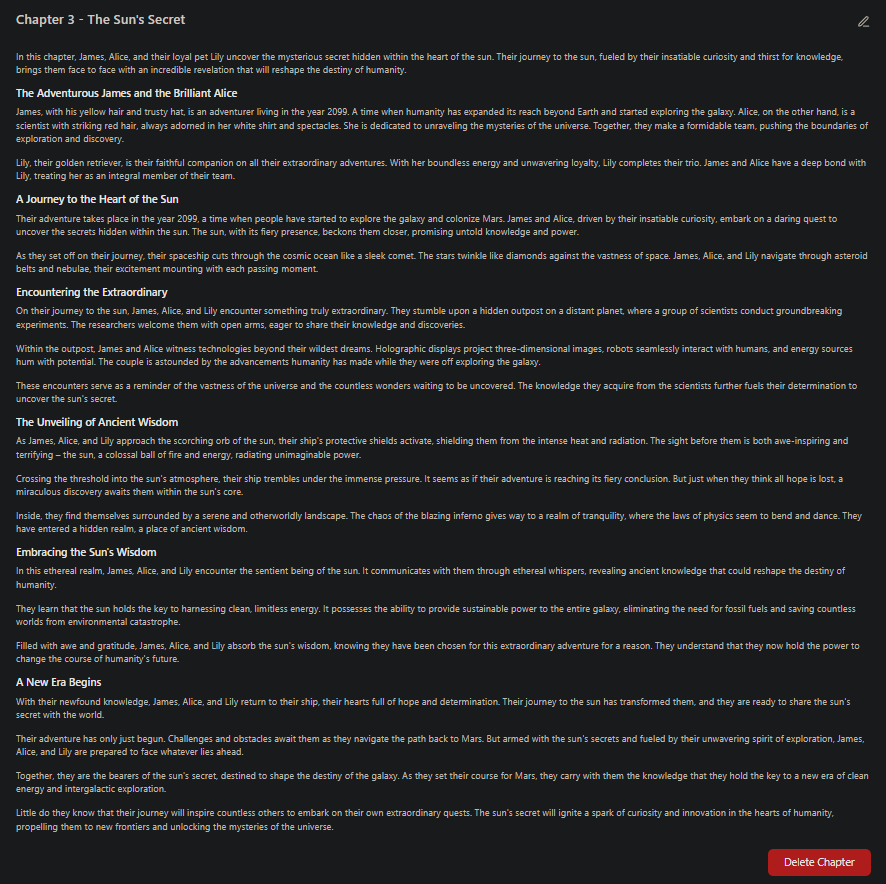 Chapter 3 - The Sun's Secret
In this chapter, James, Alice, and their loyal pet Lily uncover the mysterious secret hidden within the heart of the sun. Their journey to the sun, fueled by their insatiable curiosity and thirst for knowledge,
brings them face to face with an incredible revelation that will reshape the destiny of humanity.
The Adventurous James and the Brilliant Alice
James, with his yellow hair and trusty hat, is an adventurer living in the year 2099. A time when humanity has expanded its reach beyond Earth and started exploring the galaxy. Alice, on the other hand, is a
scientist with striking red hair, always adorned in her white shirt and spectacles. She is dedicated to unraveling the mysteries of the universe. Together, they make a formidable team, pushing the boundaries of
exploration and discovery.
Lily, their golden retriever, is their faithful companion on all their extraordinary adventures. With her boundless energy and unwavering loyalty, Lily completes their trio. James and Alice have a deep bond with
Lily, treating her as an integral member of their team.
A Journey to the Heart of the Sun
Their adventure takes place in the year 2099, a time when people have started to explore the galaxy and colonize Mars. James and Alice, driven by their insatiable curiosity, embark on a daring quest to
uncover the secrets hidden within the sun. The sun, with its fiery presence, beckons them closer, promising untold knowledge and power.
As they set off on their journey, their spaceship cuts through the cosmic ocean like a sleek comet. The stars twinkle like diamonds against the vastness of space. James, Alice, and Lily navigate through asteroid
belts and nebulae, their excitement mounting with each passing moment.
Encountering the Extraordinary
On their journey to the sun, James, Alice, and Lily encounter something truly extraordinary. They stumble upon a hidden outpost on a distant planet, where a group of scientists conduct groundbreaking
experiments. The researchers welcome them with open arms, eager to share their knowledge and discoveries.
Within the outpost, James and Alice witness technologies beyond their wildest dreams. Holographic displays project three-dimensional images, robots seamlessly interact with humans, and energy sources
hum with potential. The couple is astounded by the advancements humanity has made while they were off exploring the galaxy.
These encounters serve as a reminder of the vastness of the universe and the countless wonders waiting to be uncovered. The knowledge they acquire from the scientists further fuels their determination to
uncover the sun's secret.
The Unveiling of Ancient Wisdom
As James, Alice, and Lily approach the scorching orb of the sun, their ship's protective shields activate, shielding them from the intense heat and radiation. The sight before them is both awe-inspiring and
terrifying – the sun, a colossal ball of fire and energy, radiating unimaginable power.
Crossing the threshold into the sun's atmosphere, their ship trembles under the immense pressure. It seems as if their adventure is reaching its fiery conclusion. But just when they think all hope is lost, a
miraculous discovery awaits them within the sun's core.
Inside, they find themselves surrounded by a serene and otherworldly landscape. The chaos of the blazing inferno gives way to a realm of tranquility, where the laws of physics seem to bend and dance. They
have entered a hidden realm, a place of ancient wisdom.
Embracing the Sun's Wisdom
In this ethereal realm, James, Alice, and Lily encounter the sentient being of the sun. It communicates with them through ethereal whispers, revealing ancient knowledge that could reshape the destiny of
humanity.
They learn that the sun holds the key to harnessing clean, limitless energy. It possesses the ability to provide sustainable power to the entire galaxy, eliminating the need for fossil fuels and saving countless
worlds from environmental catastrophe.
Filled with awe and gratitude, James, Alice, and Lily absorb the sun's wisdom, knowing they have been chosen for this extraordinary adventure for a reason. They understand that they now hold the power to
change the course of humanity's future.
A New Era Begins
With their newfound knowledge, James, Alice, and Lily return to their ship, their hearts full of hope and determination. Their journey to the sun has transformed them, and they are ready to share the sun's
secret with the world.
Their adventure has only just begun. Challenges and obstacles await them as they navigate the path back to Mars. But armed with the sun's secrets and fueled by their unwavering spirit of exploration, James,
Alice, and Lily are prepared to face whatever lies ahead.
Together, they are the bearers of the sun's secret, destined to shape the destiny of the galaxy. As they set their course for Mars, they carry with them the knowledge that they hold the key to a new era of clean
energy and intergalactic exploration.
Little do they know that their journey will inspire countless others to embark on their own extraordinary quests. The sun's secret will ignite a spark of curiosity and innovation in the hearts of humanity,
propelling them to new frontiers and unlocking the mysteries of the universe.
Delete Chapter